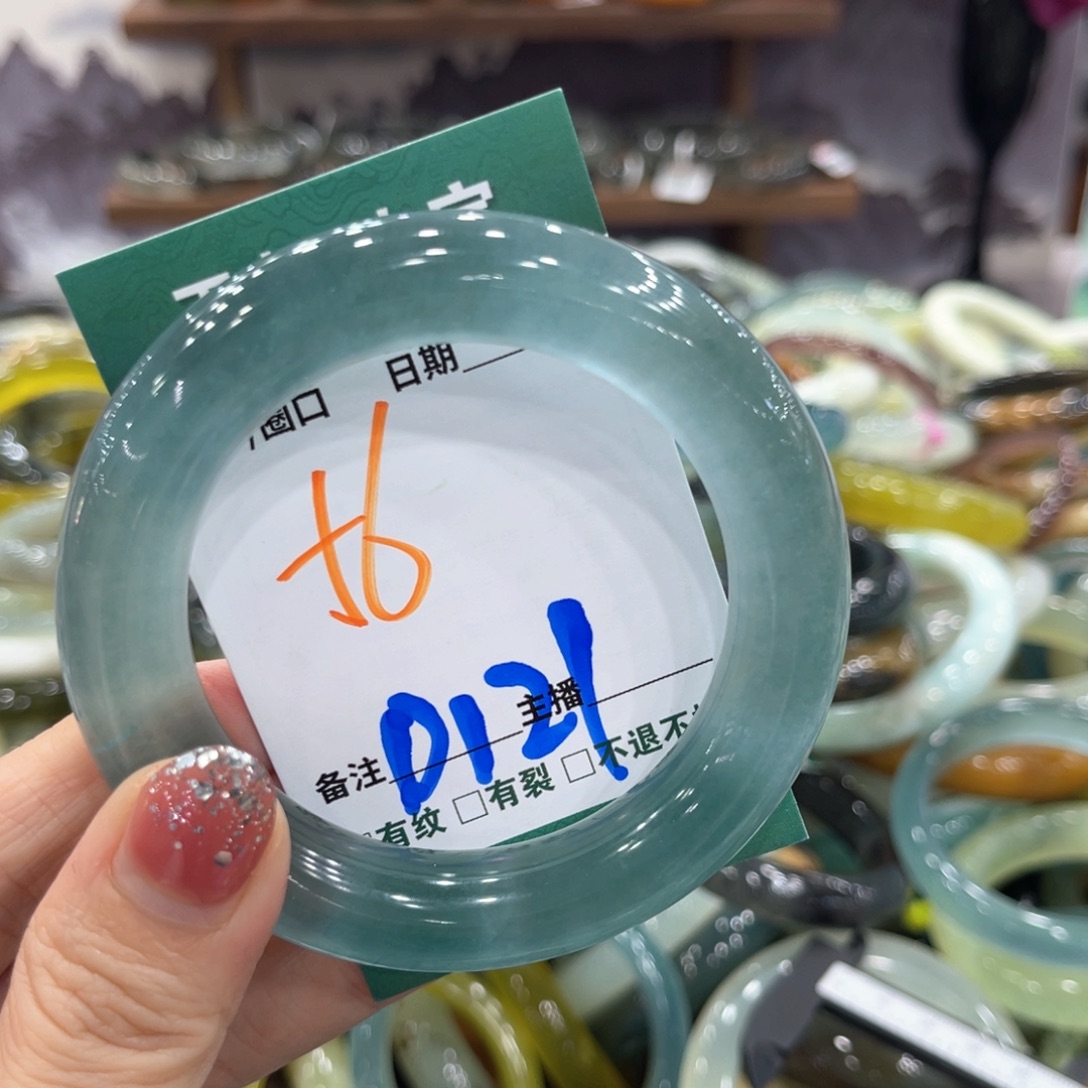 圈口 日期
56
备注 主播
0121
有纹 □有裂 □不退不